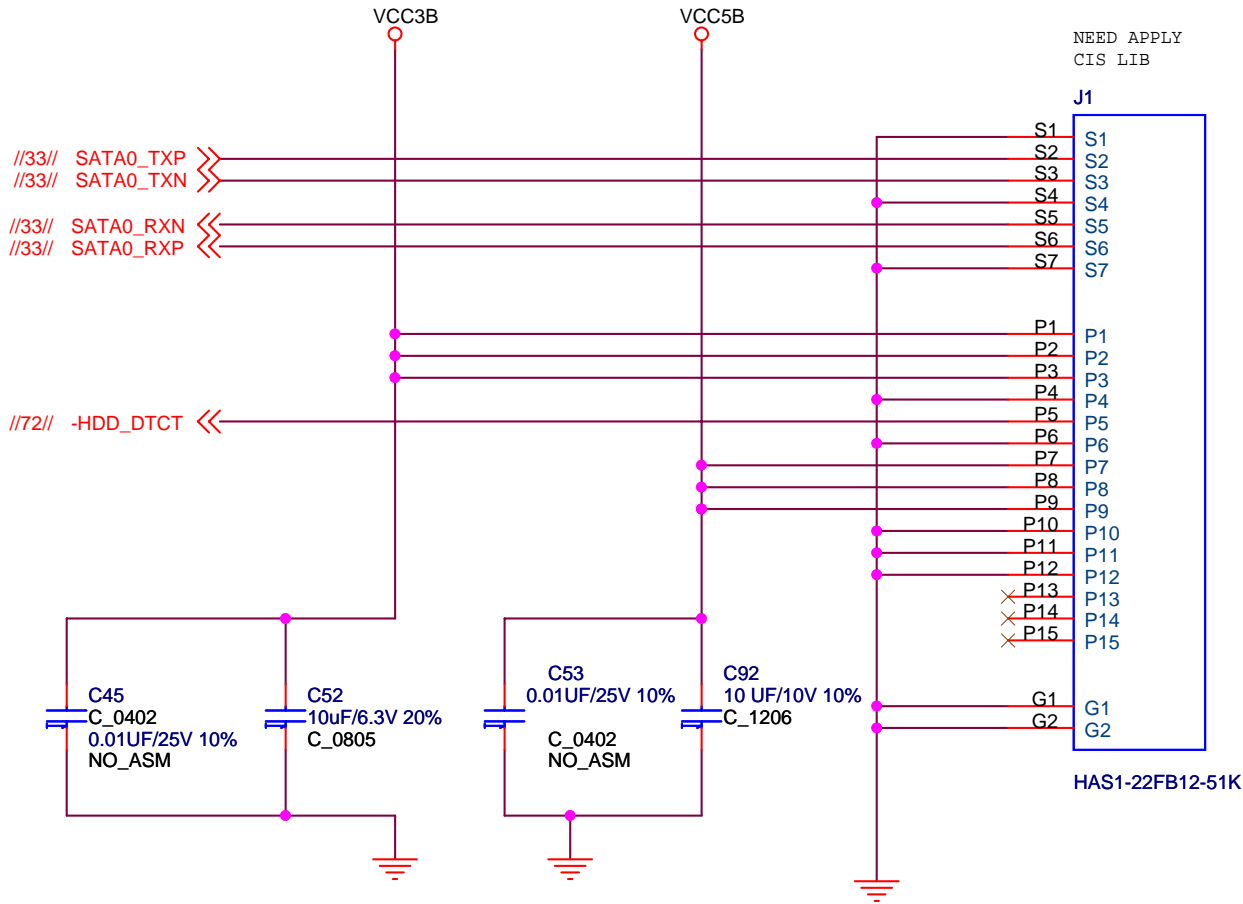 VCC3B
VCC5B
NEED APPLY
CIS LIB
J1
S1 S1
//33// SATA0_TXP S2 S2
//33// SATA0_TXN S3 S3
S4 S4
//33// SATA0_RXN S5 S5
//33// SATA0_RXP S6 S6
S7 S7
P1 P1
P2 P2
P3 P3
P4 P4
//72// -HDD_DTCT P5 P5
P6 P6
P7 P7
P8 P8
P9 P9
P10 P10
P11 P11
P12 P12
P13 P13
P14 P14
P15 P15
G1 G1
G2 G2
HAS1-22FB12-51K
C45
C_0402
0.01UF/25V 10%
NO_ASM
C52
10uF/6.3V 20%
C_0805
C53
0.01UF/25V 10%
C_0402
NO_ASM
C92
10 UF/10V 10%
C_1206